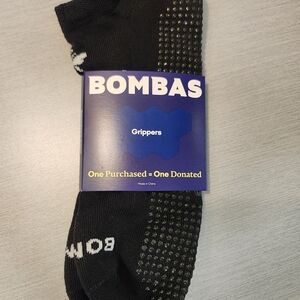 BOMBAS
Grippers
One Purchased = One Donated
Made in China
BOM